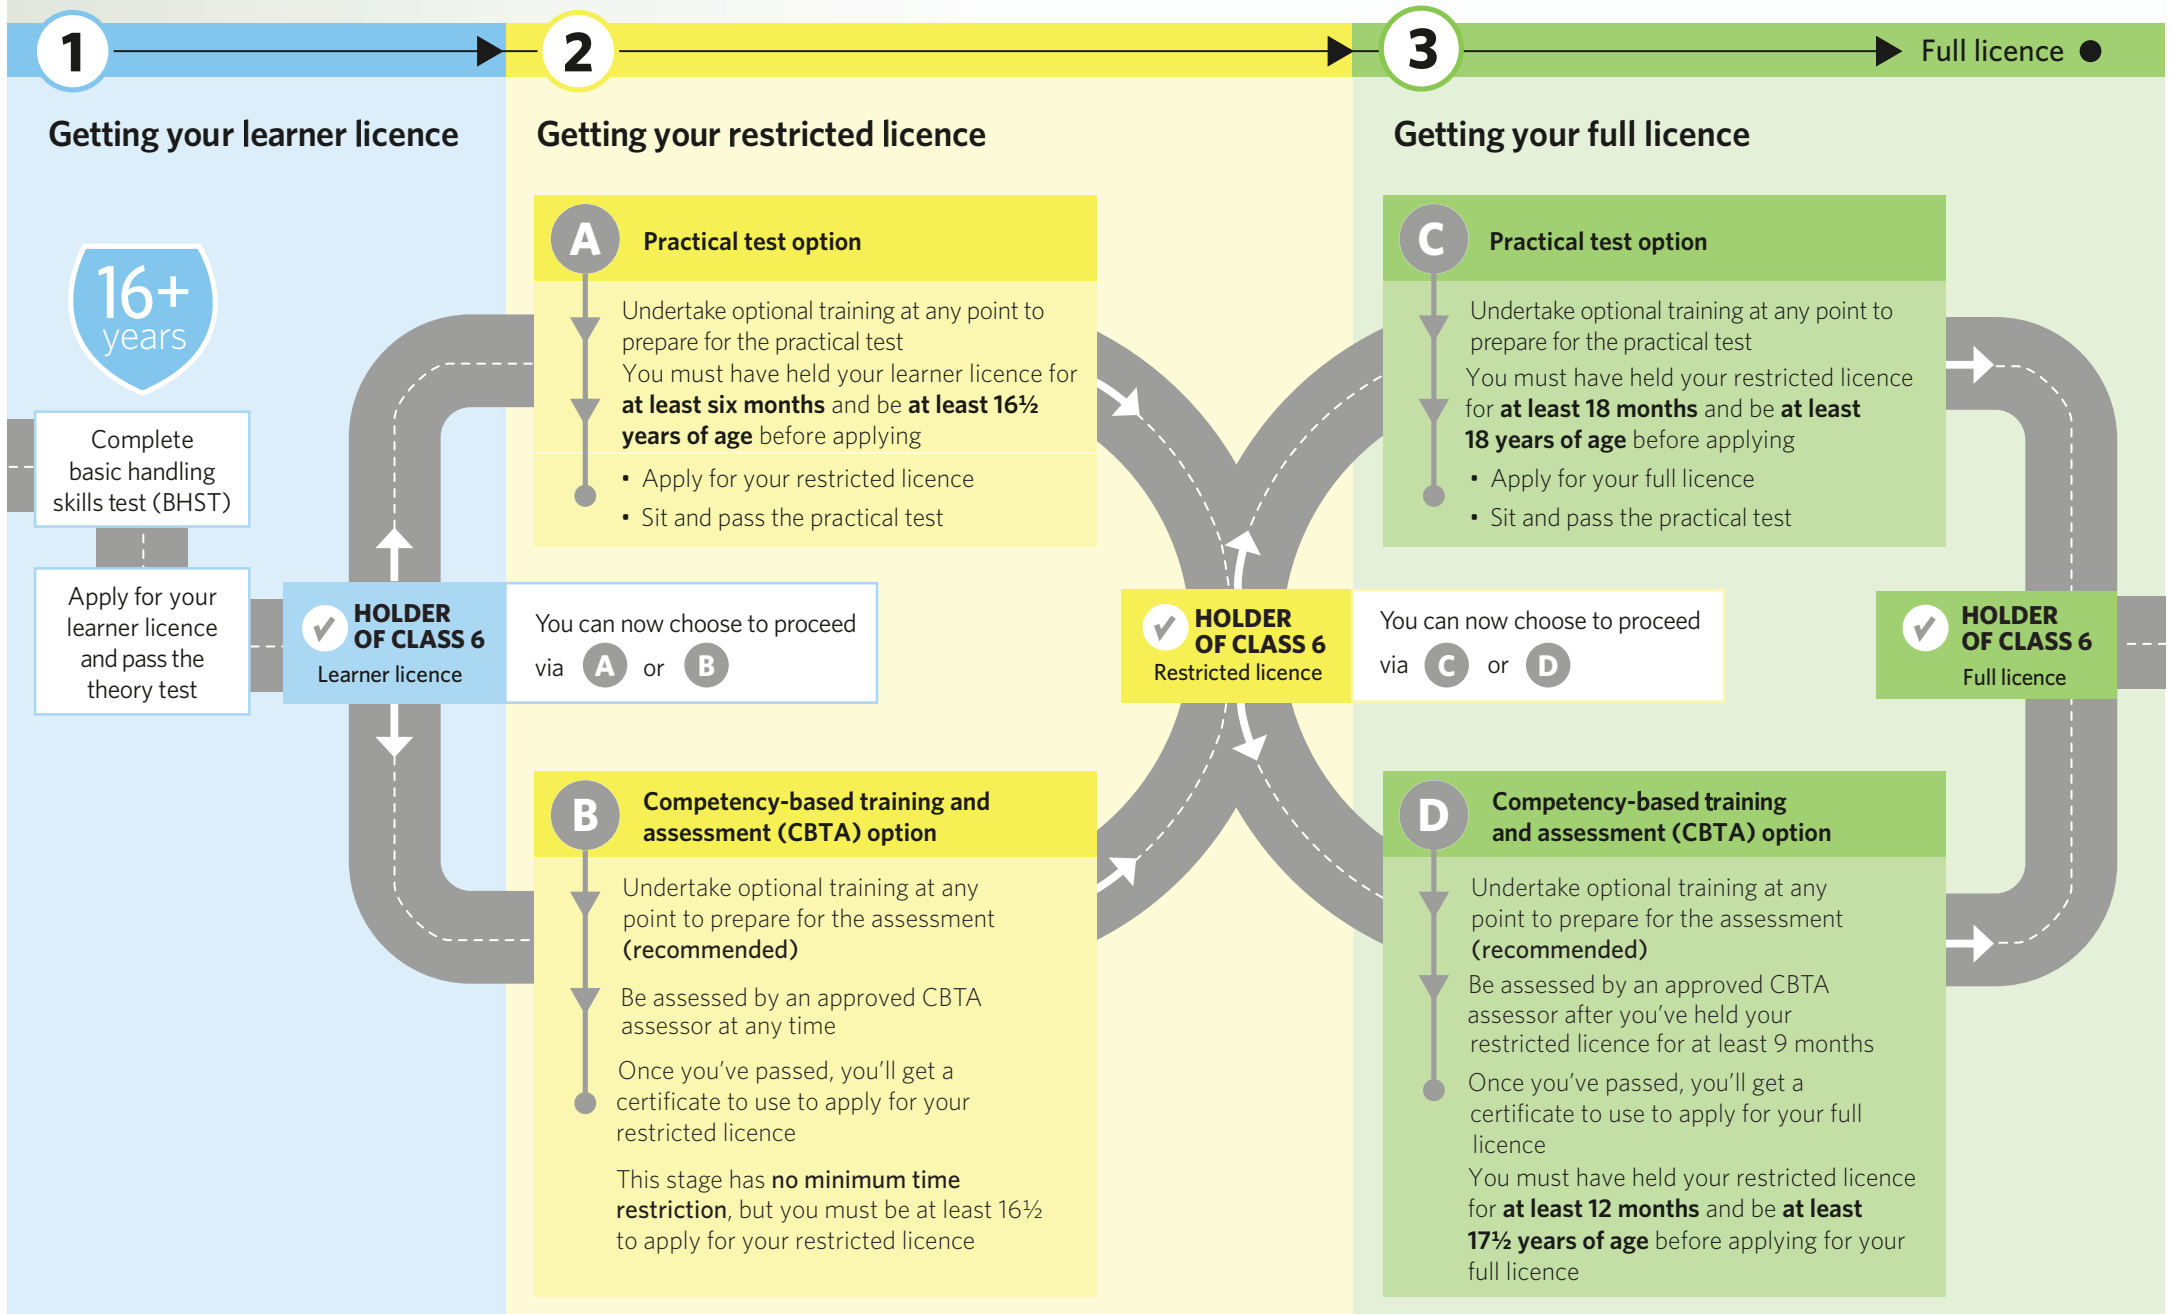 1
2
3
Full licence
Getting your learner licence
Getting your restricted licence
Getting your full licence
16+
years
Complete
basic handling
skills test (BHST)
Apply for your
learner licence
and pass the
theory test
HOLDER
OF CLASS 6
Learner licence
You can now choose to proceed
via A or B
A
Practical test option
Undertake optional training at any point to
prepare for the practical test
You must have held your learner licence for
at least six months and be at least 16½
years of age before applying
• Apply for your restricted licence
• Sit and pass the practical test
B
Competency-based training and
assessment (CBTA) option
Undertake optional training at any
point to prepare for the assessment
(recommended)
Be assessed by an approved CBTA
assessor at any time
Once you've passed, you'll get a
certificate to use to apply for your
restricted licence
This stage has no minimum time
restriction, but you must be at least 16½
to apply for your restricted licence
HOLDER
OF CLASS 6
Restricted licence
You can now choose to proceed
via C or D
C
Practical test option
Undertake optional training at any point to
prepare for the practical test
You must have held your restricted licence
for at least 18 months and be at least
18 years of age before applying
• Apply for your full licence
• Sit and pass the practical test
D
Competency-based training
and assessment (CBTA) option
Undertake optional training at any
point to prepare for the assessment
(recommended)
Be assessed by an approved CBTA
assessor after you've held your
restricted licence for at least 9 months
Once you've passed, you'll get a
certificate to use to apply for your full
licence
You must have held your restricted licence
for at least 12 months and be at least
17½ years of age before applying for your
full licence
HOLDER
OF CLASS 6
Full licence